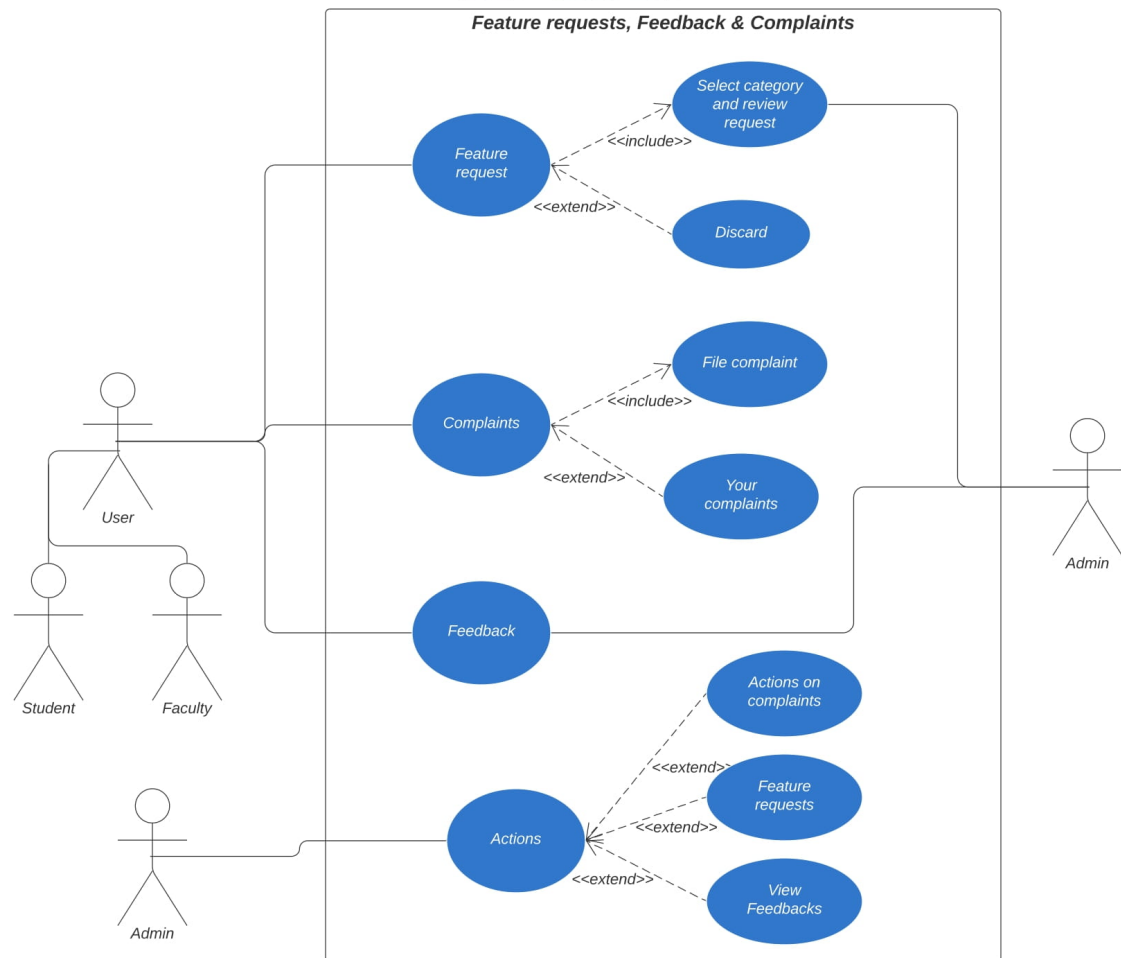 Feature requests, Feedback & Complaints
Select category
and review
request
<<include>>
Feature
request
<<extend>>
Discard
File complaint
<<include>>
Complaints
<<extend>>
Your
complaints
User
Admin
Feedback
Student
Faculty
Actions on
complaints
<<extend>>
Feature
requests
<<extend>>
Actions
<<extend>>
View
Feedbacks
Admin